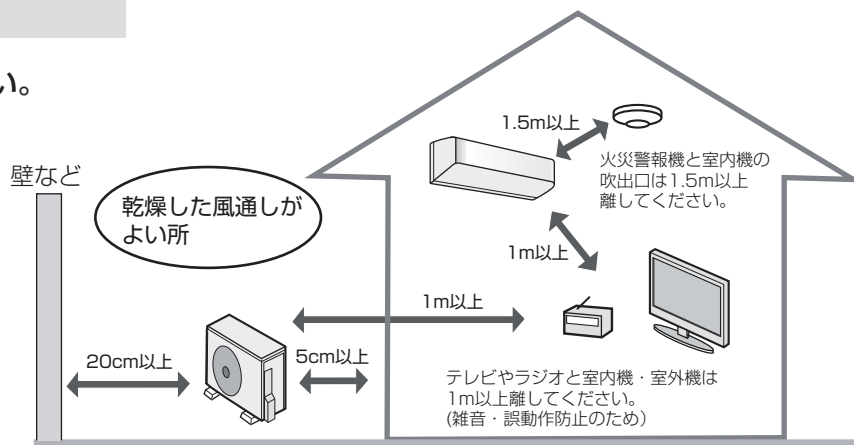 い。
1.5m以上
火災警報機と室内機の
吹出口は1.5m以上
離してください。
壁など
乾燥した風通しが
よい所
1m以上
1m以上
20cm以上
5cm以上
テレビやラジオと室内機・室外機は
1m以上離してください。
(雑音・誤動作防止のため)